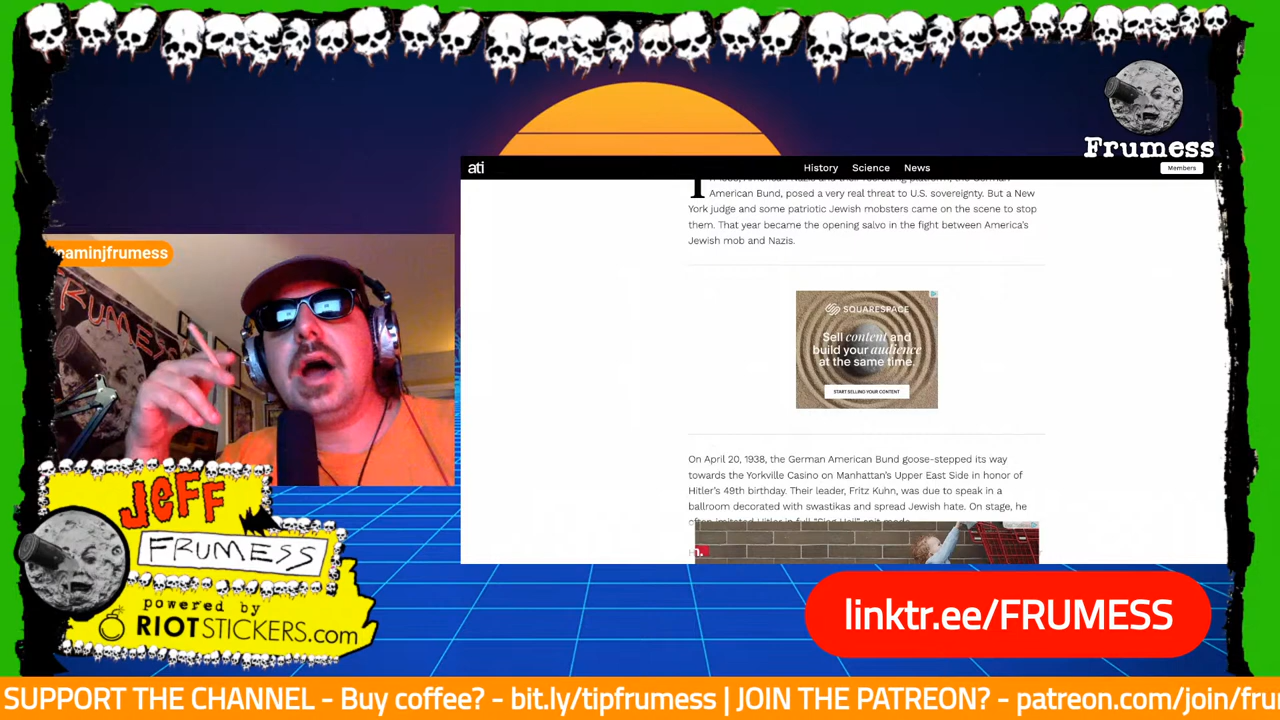 ati
History Science News
Members
Frumess
American Bund, posed a very real threat to U.S. sovereignty. But a New
York judge and some patriotic Jewish mobsters came on the scene to stop
them. That year became the opening salvo in the fight between America's
Jewish mob and Nazis.
SQUARESPACE
Sell content and
build your audience
at the same time.
START SELLING YOUR CONTENT
On April 20, 1938, the German American Bund goose-stepped its way
towards the Yorkville Casino on Manhattan's Upper East Side in honor of
Hitler's 49th birthday. Their leader, Fritz Kuhn, was due to speak in a
ballroom decorated with swastikas and spread Jewish hate. On stage, he
eaminjfrumess
FRUMESS
JEFF
FRUMESS
powered by
RIOTSTICKERS.com
linktr.ee/FRUMESS
SUPPORT THE CHANNEL - Buy coffee? - bit.ly/tipfrumess | JOIN THE PATREON? - patreon.com/join/fru